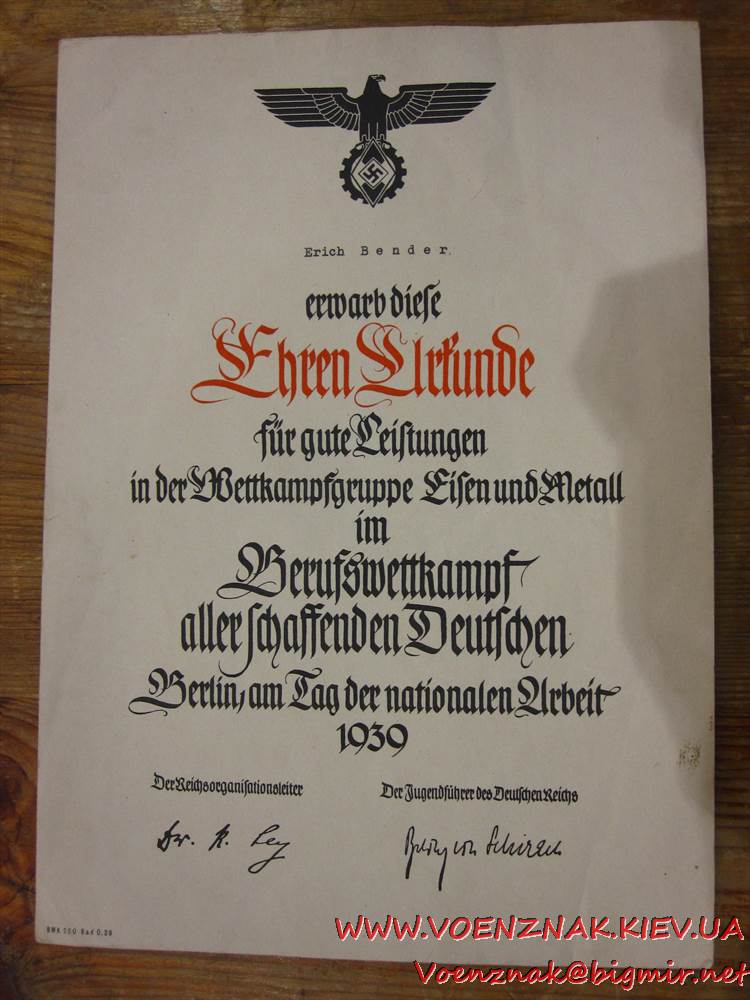 Erich Bender.
erwarb diese
Ehren Urkunde
für gute Leistungen
in der Wettkampfgruppe Eisen und Metall
im
Berufswettkampf
aller schaffenden Deutschen
Berlin, am Tag der nationalen Arbeit
1939
Der Reichsorganisationsleiter
Der Jugendführer des Deutschen Reichs
Dr. R. Ley
Baldur von Schirach
WWW.VOENZNAK.KIEV.UA
Voenznak@bigmir.net